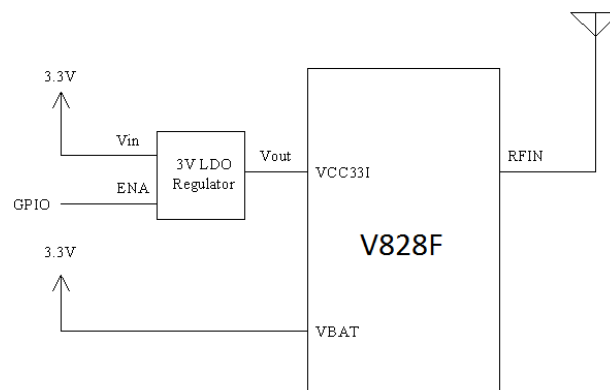 3.3V
Vin
3V LDO
Regulator
Vout
VCC33I
RFIN
ENA
GPIO
V828F
3.3V
VBAT